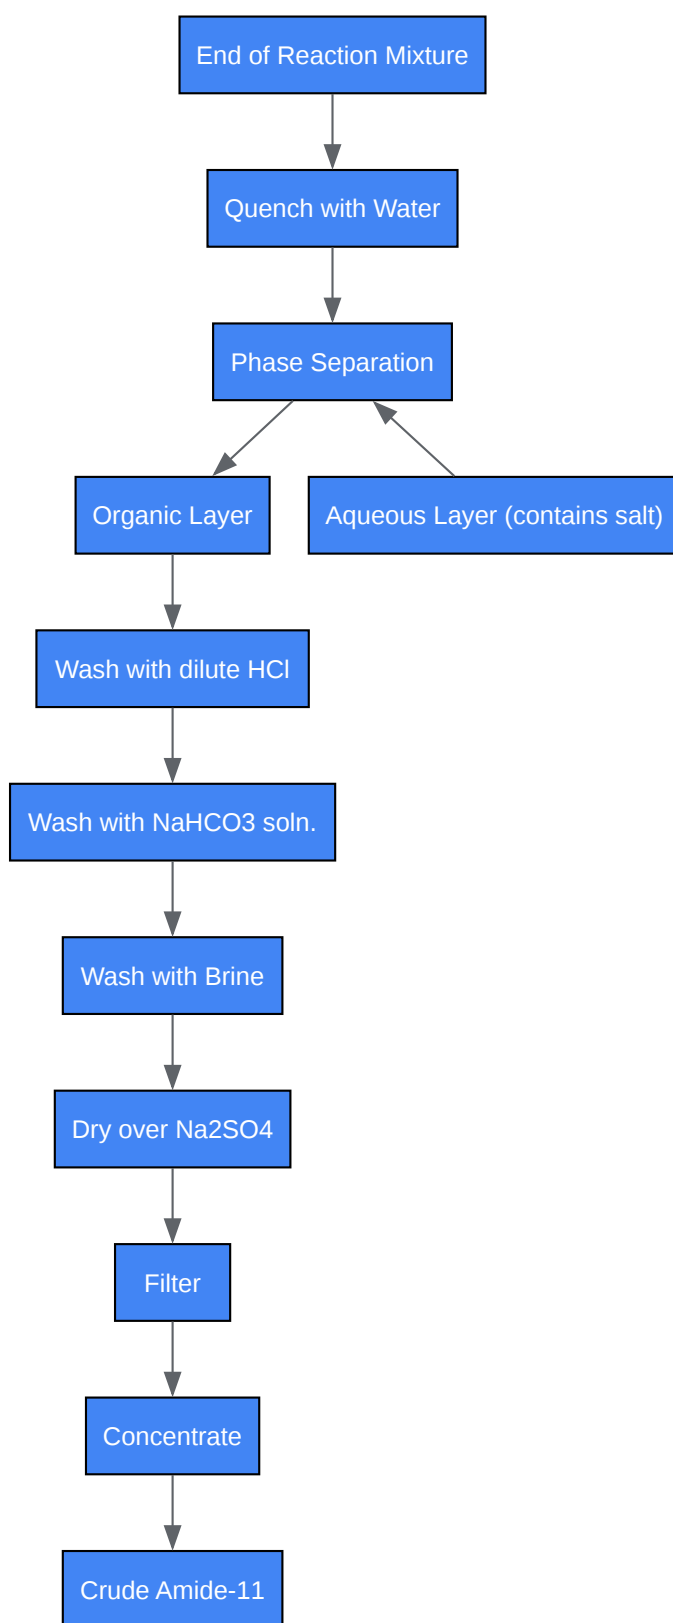 End of Reaction Mixture
Quench with Water
Phase Separation
Organic Layer
Aqueous Layer (contains salt)
Wash with dilute HCl
Wash with NaHCO3 soln.
Wash with Brine
Dry over Na2SO4
Filter
Concentrate
Crude Amide-11